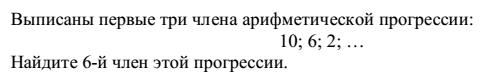 Выписаны первые три члена арифметической прогрессии:
10; 6; 2; …
Найдите 6-й член этой прогрессии.